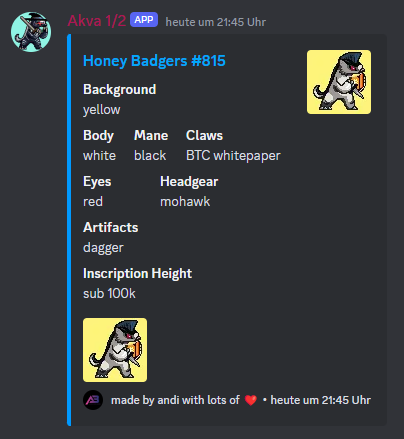 Akva 1/2 APP heute um 21:45 Uhr
Honey Badgers #815
Background
yellow
Body Mane Claws
white black BTC whitepaper
Eyes Headgear
red mohawk
Artifacts
dagger
Inscription Height
sub 100k
AB made by andi with lots of ❤️ • heute um 21:45 Uhr